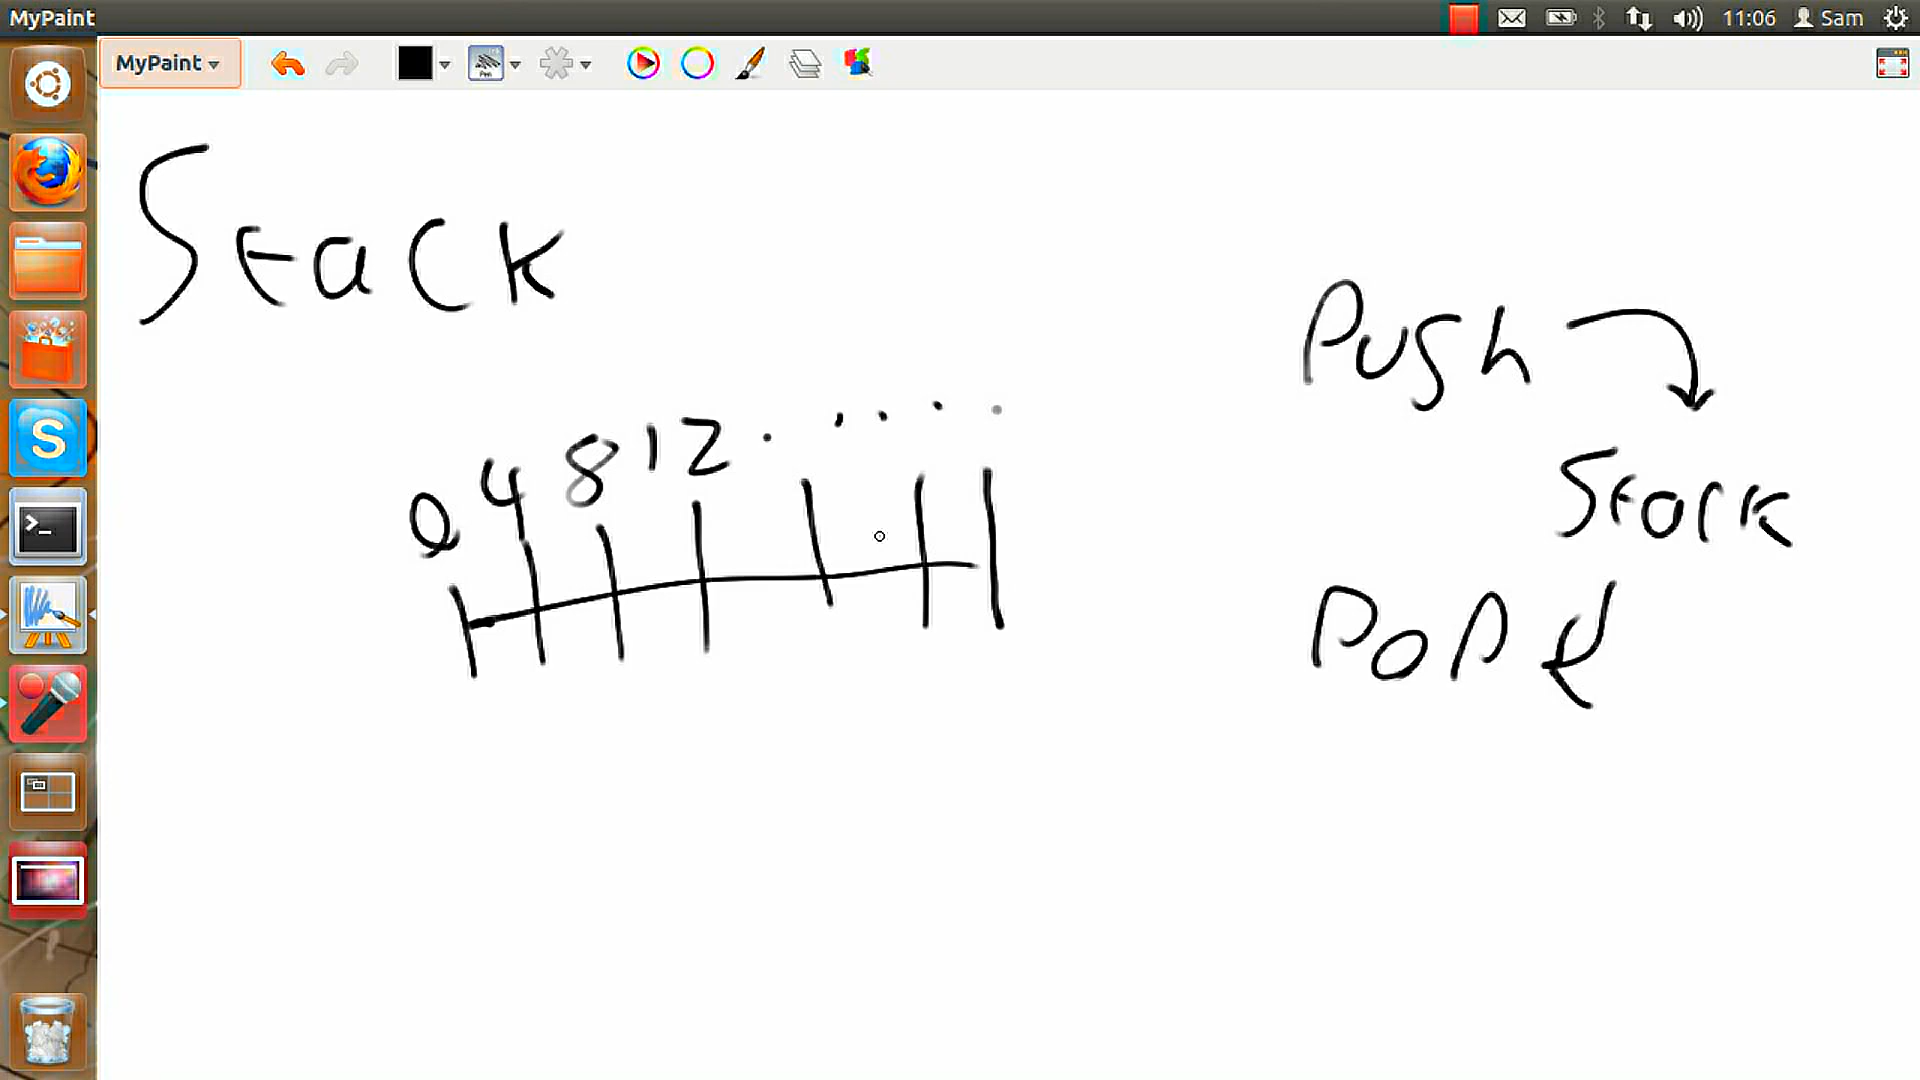 MyPaint
11:06 Sam
MyPaint
Stack
0 4 8 12 . . . . .
Push
Stack
Pop